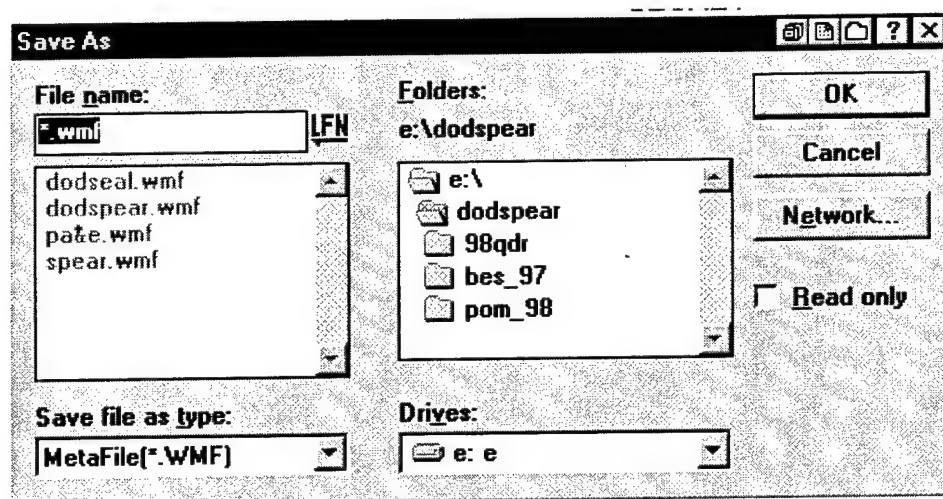 Save As
?
File name:
*.wmf
LFN
dodseal.wmf
dodspear.wmf
pa&e.wmf
spear.wmf
Save file as type:
MetaFile(*.WMF)
Folders:
e:\dodspear
e:\
dodspear
98qdr
bes_97
pom_98
Drives:
e: e
OK
Cancel
Network...
Read only